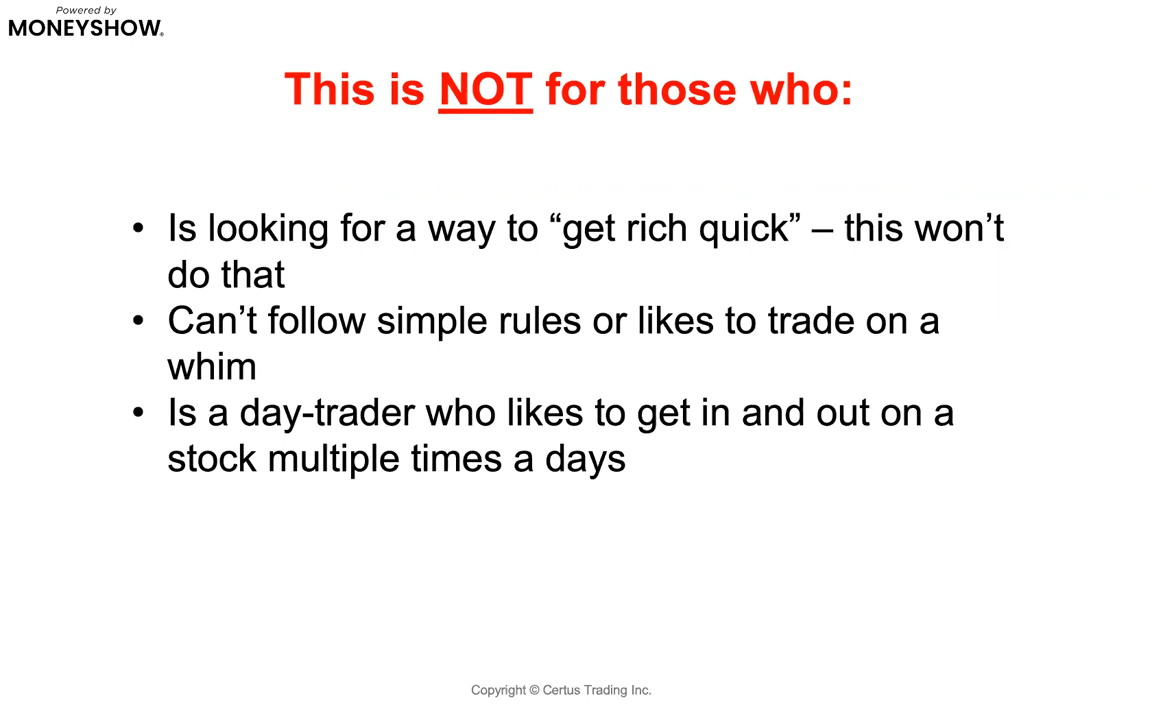 Powered by
MONEYSHOW®
This is NOT for those who:
• Is looking for a way to “get rich quick” – this won’t
do that
• Can’t follow simple rules or likes to trade on a
whim
• Is a day-trader who likes to get in and out on a
stock multiple times a days
Copyright © Certus Trading Inc.